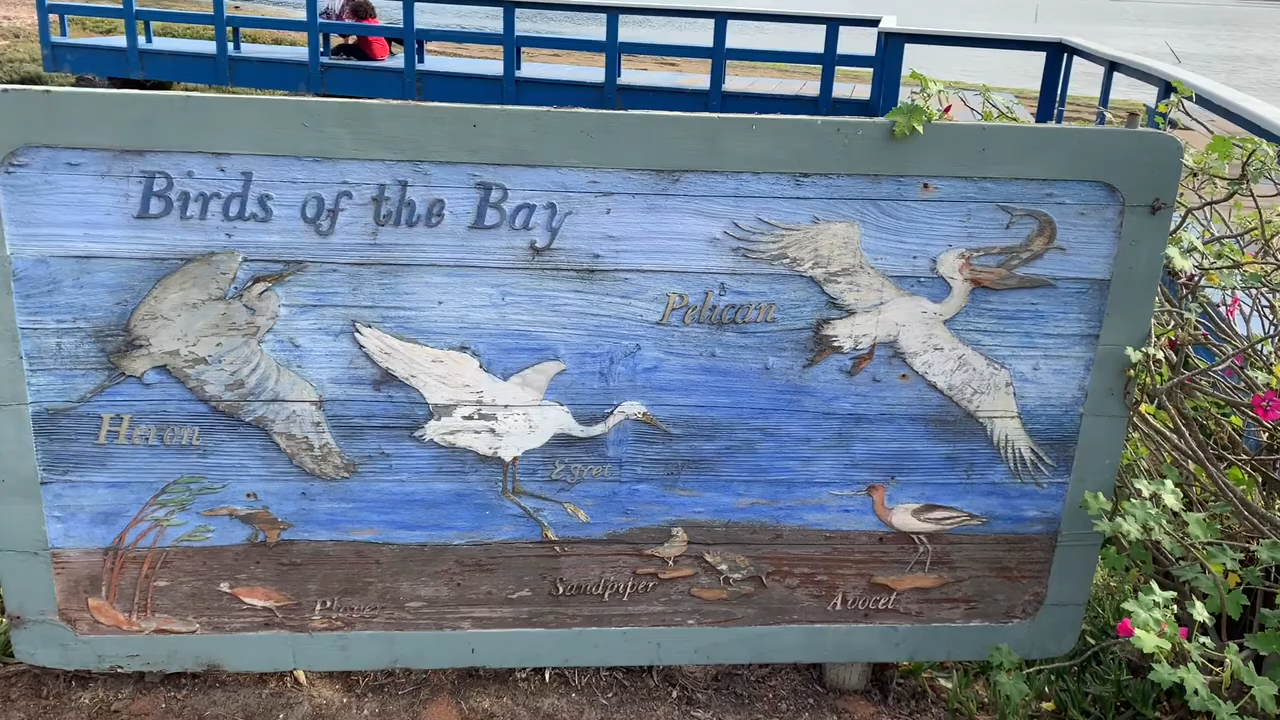 Birds of the Bay
Pelican
Heron
Egret
Sandpiper
Plover
Avocet